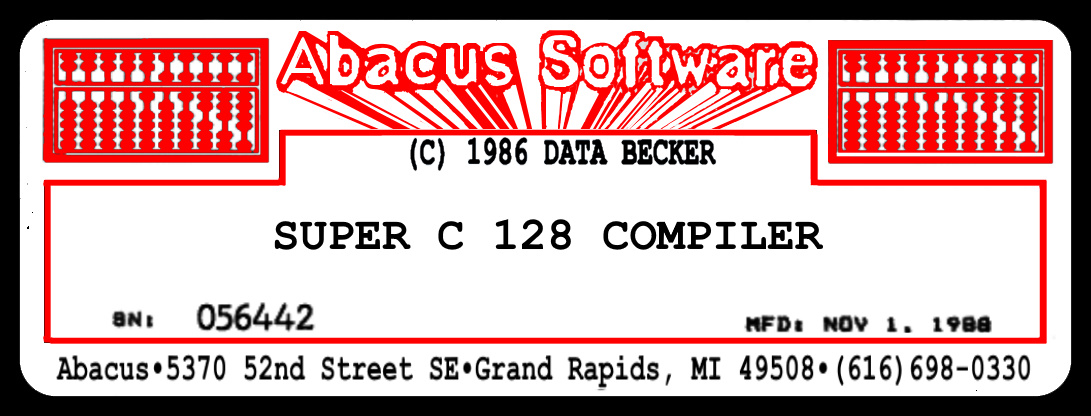 Abacus Software
(C) 1986 DATA BECKER
SUPER C 128 COMPILER
SN: 056442 MFD: NOV 1. 1988
Abacus•5370 52nd Street SE•Grand Rapids, MI 49508•(616)698-0330